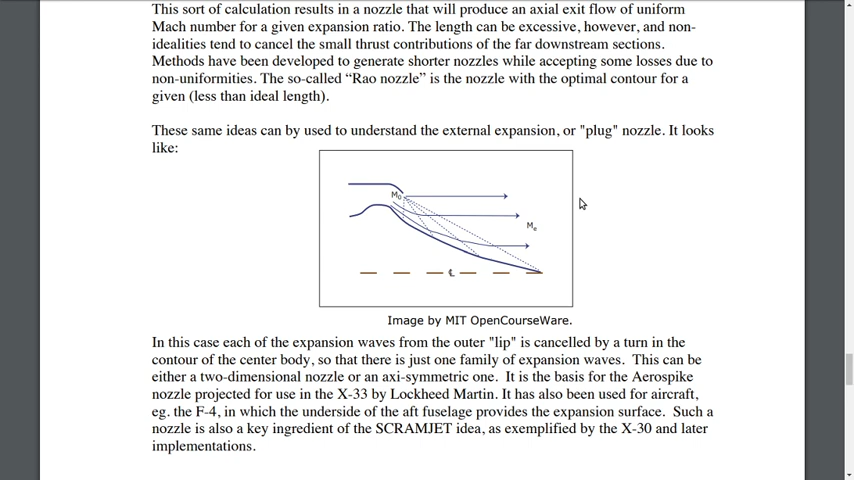 This sort of calculation results in a nozzle that will produce an axial exit flow of uniform
Mach number for a given expansion ratio. The length can be excessive, however, and non-
idealities tend to cancel the small thrust contributions of the far downstream sections.
Methods have been developed to generate shorter nozzles while accepting some losses due to
non-uniformities. The so-called “Rao nozzle” is the nozzle with the optimal contour for a
given (less than ideal length).
These same ideas can by used to understand the external expansion, or "plug" nozzle. It looks
like:
M₀
Mₑ
℄
Image by MIT OpenCourseWare.
In this case each of the expansion waves from the outer "lip" is cancelled by a turn in the
contour of the center body, so that there is just one family of expansion waves. This can be
either a two-dimensional nozzle or an axi-symmetric one. It is the basis for the Aerospike
nozzle projected for use in the X-33 by Lockheed Martin. It has also been used for aircraft,
eg. the F-4, in which the underside of the aft fuselage provides the expansion surface. Such a
nozzle is also a key ingredient of the SCRAMJET idea, as exemplified by the X-30 and later
implementations.